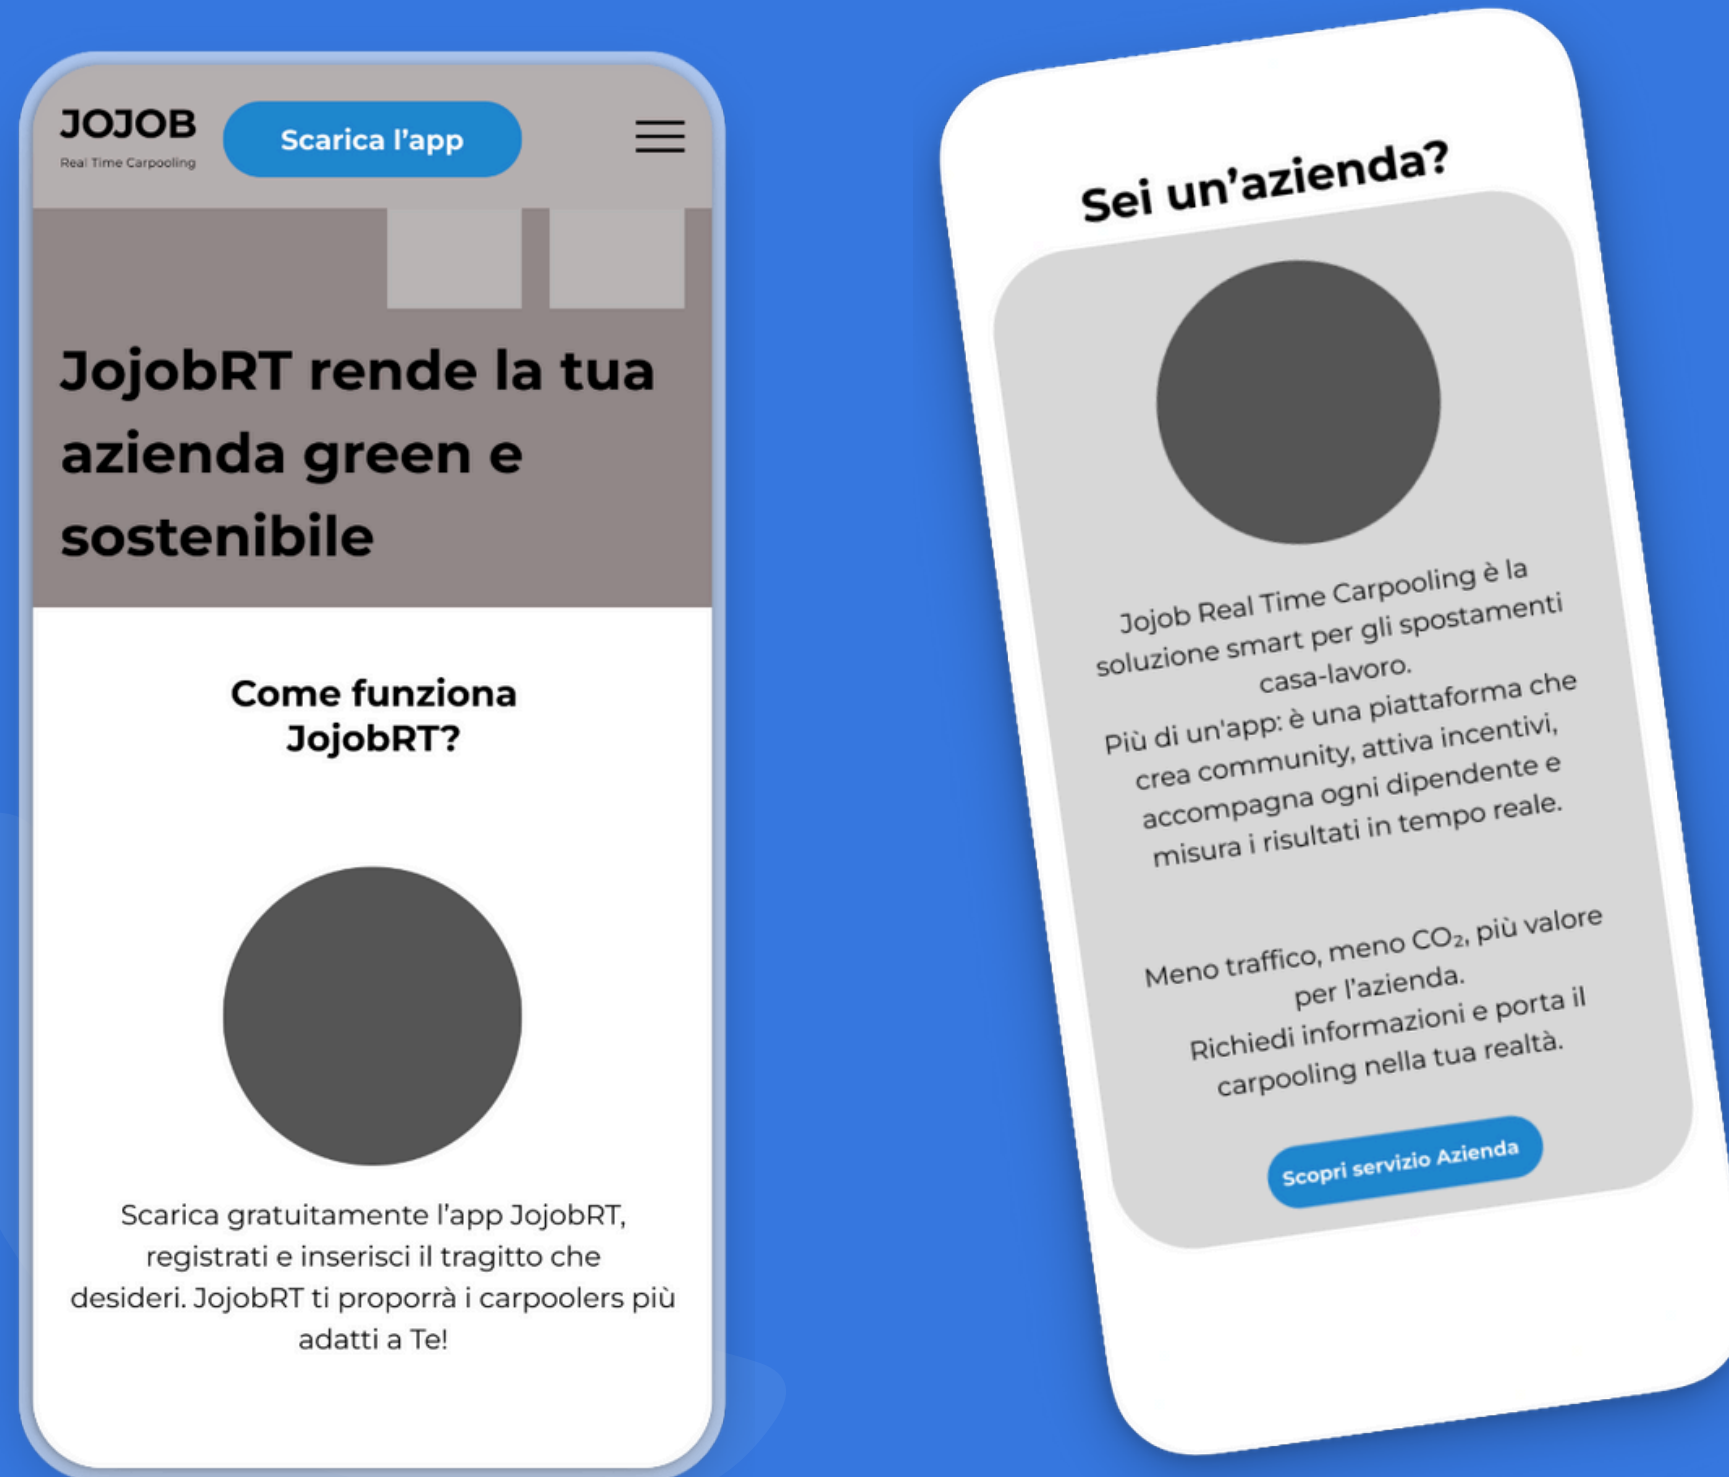 JOJOB
Real Time Carpooling
Scarica l’app
JojobRT rende la tua
azienda green e
sostenibile
Come funziona
JojobRT?
Scarica gratuitamente l’app JojobRT,
registrati e inserisci il tragitto che
desideri. JojobRT ti proporrà i carpoolers più
adatti a Te!
Sei un’azienda?
Jojob Real Time Carpooling è la
soluzione smart per gli spostamenti
casa-lavoro.
Più di un'app: è una piattaforma che
crea community, attiva incentivi,
accompagna ogni dipendente e
misura i risultati in tempo reale.
Meno traffico, meno CO₂, più valore
per l’azienda.
Richiedi informazioni e porta il
carpooling nella tua realtà.
Scopri servizio Azienda